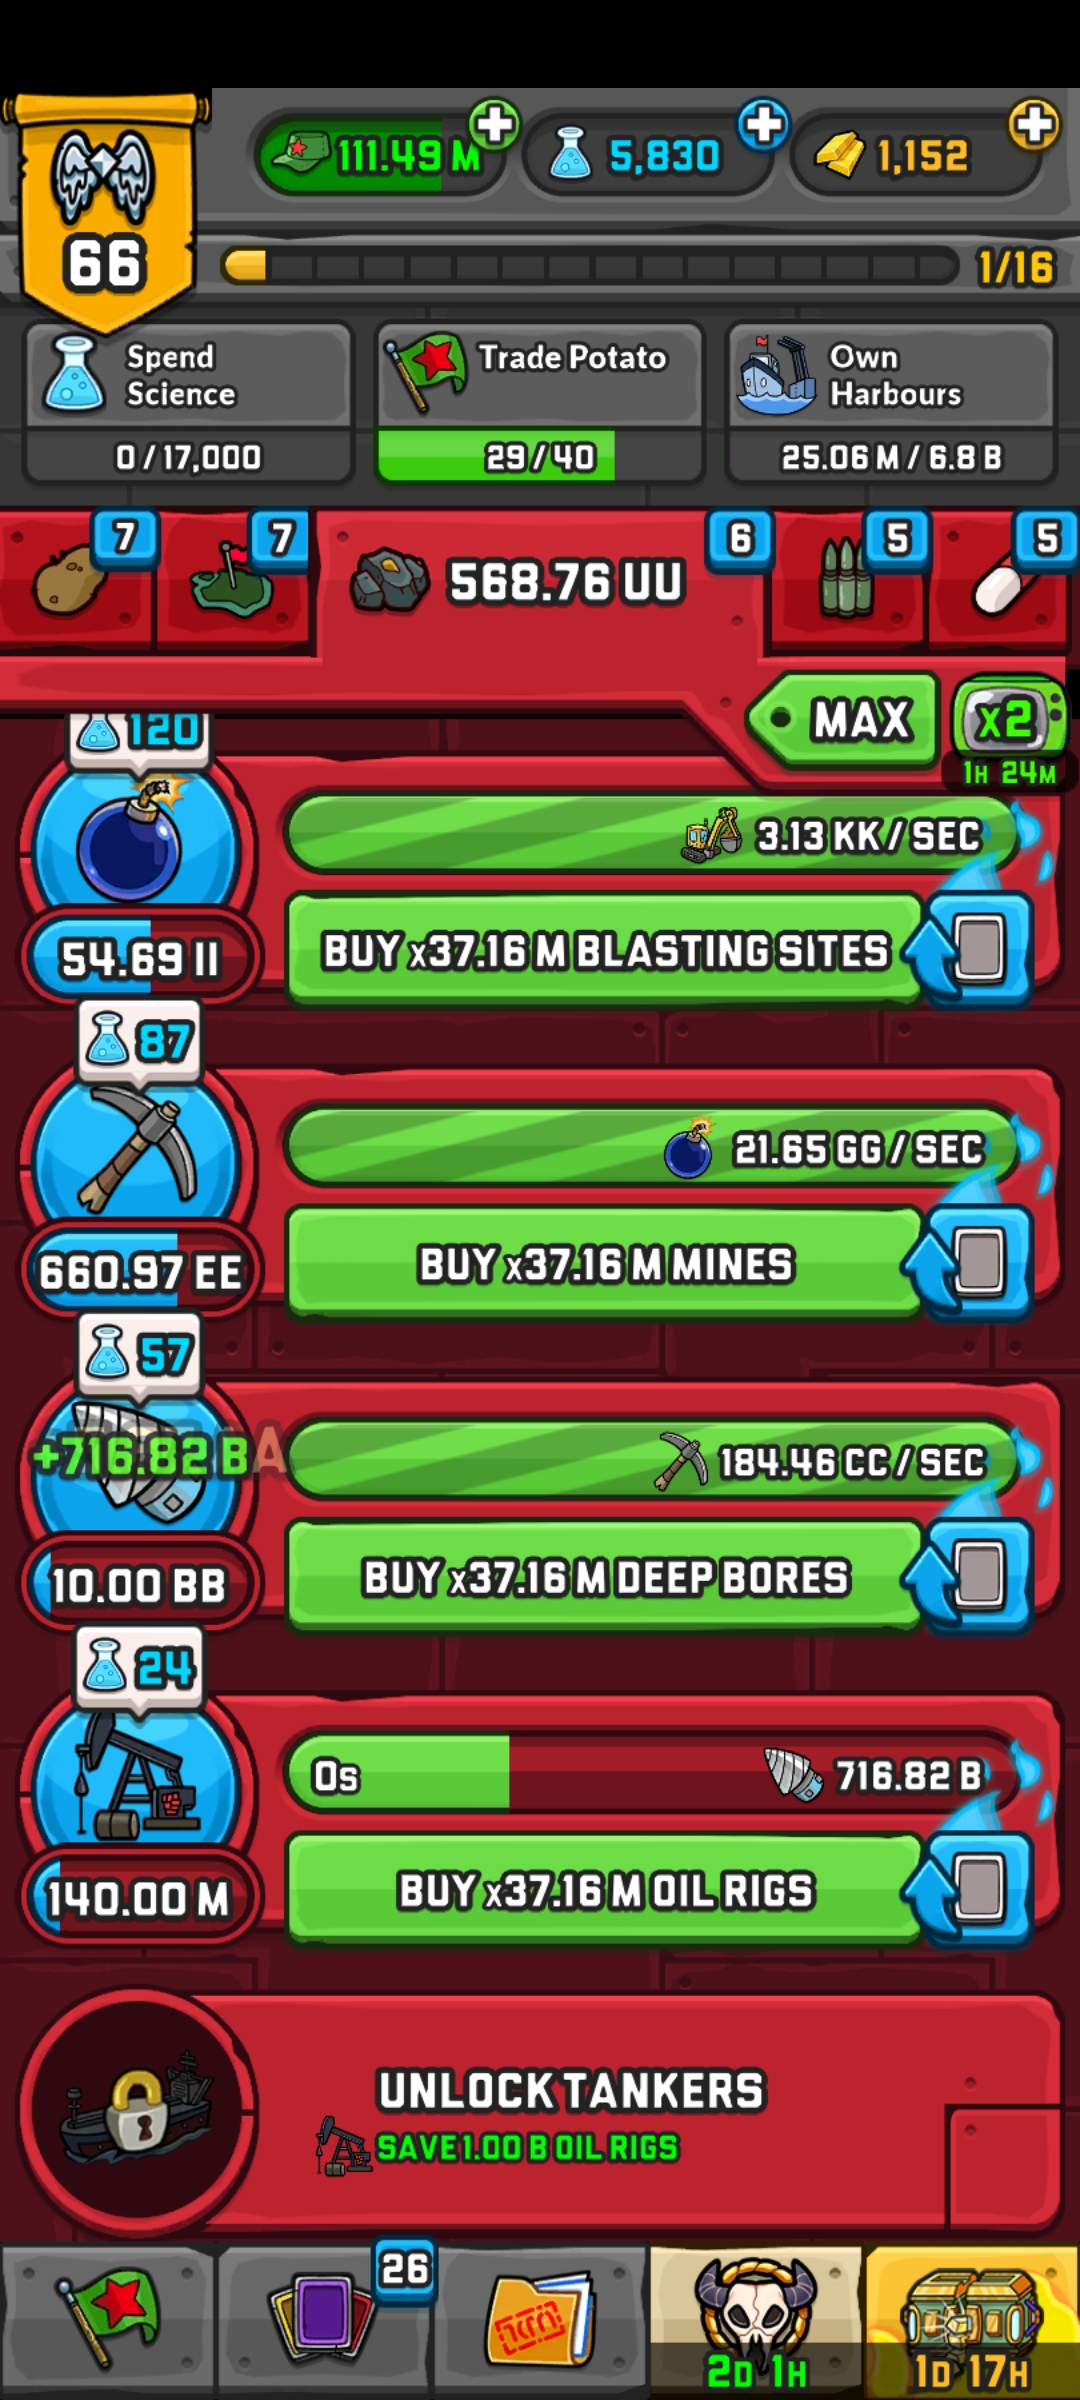 111.49 M
5,830
1,152
66
1/16
Spend
Science
0/17,000
Trade Potato
29/40
Own
Harbours
25.06 M/6.8 B
7
7
568.76 UU
6
5
5
MAX
x2
1H 24M
120
3.13 KK/SEC
54.69 II
BUY x37.16 M BLASTING SITES
87
21.65 GG/SEC
660.97 EE
BUY x37.16 M MINES
57
+716.82 BA
184.46 CC/SEC
10.00 BB
BUY x37.16 M DEEP BORES
24
0s
716.82 B
140.00 M
BUY x37.16 M OIL RIGS
UNLOCK TANKERS
SAVE 1.00 B OIL RIGS
26
2D 1H
1D 17H